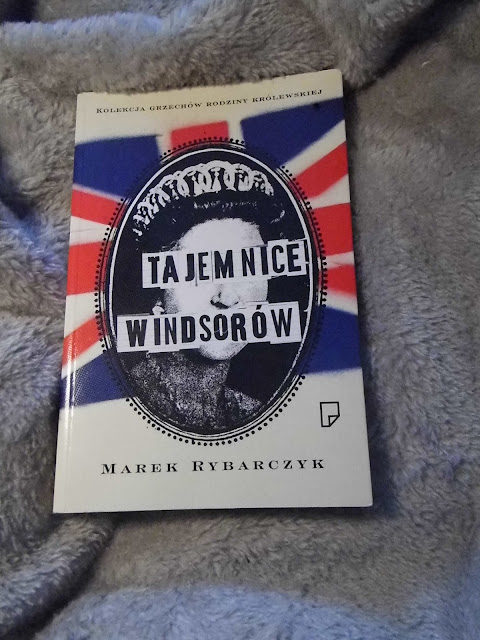 Kolekcja grzechów rodziny królewskiej
TAJEMNICE
WINDSORÓW
Marek Rybarczyk